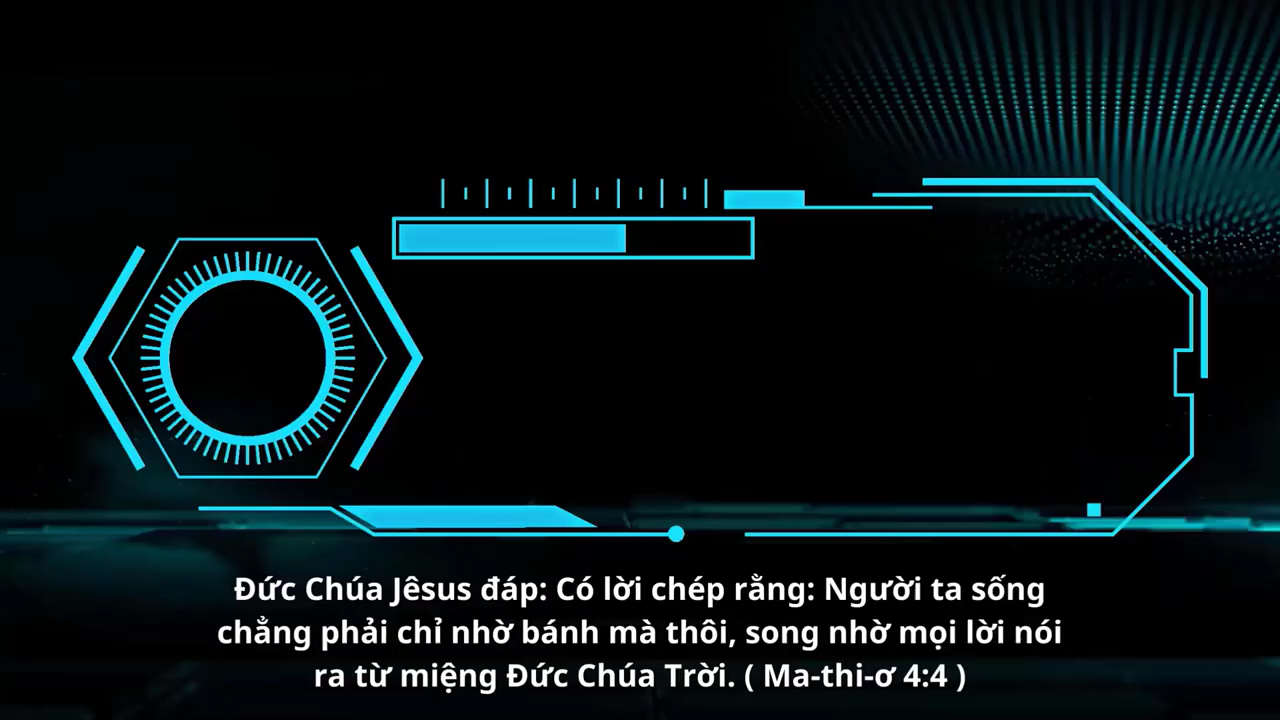 Đức Chúa Jêsus đáp: Có lời chép rằng: Người ta sống
chẳng phải chỉ nhờ bánh mà thôi, song nhờ mọi lời nói
ra từ miệng Đức Chúa Trời. ( Ma-thi-ơ 4:4 )